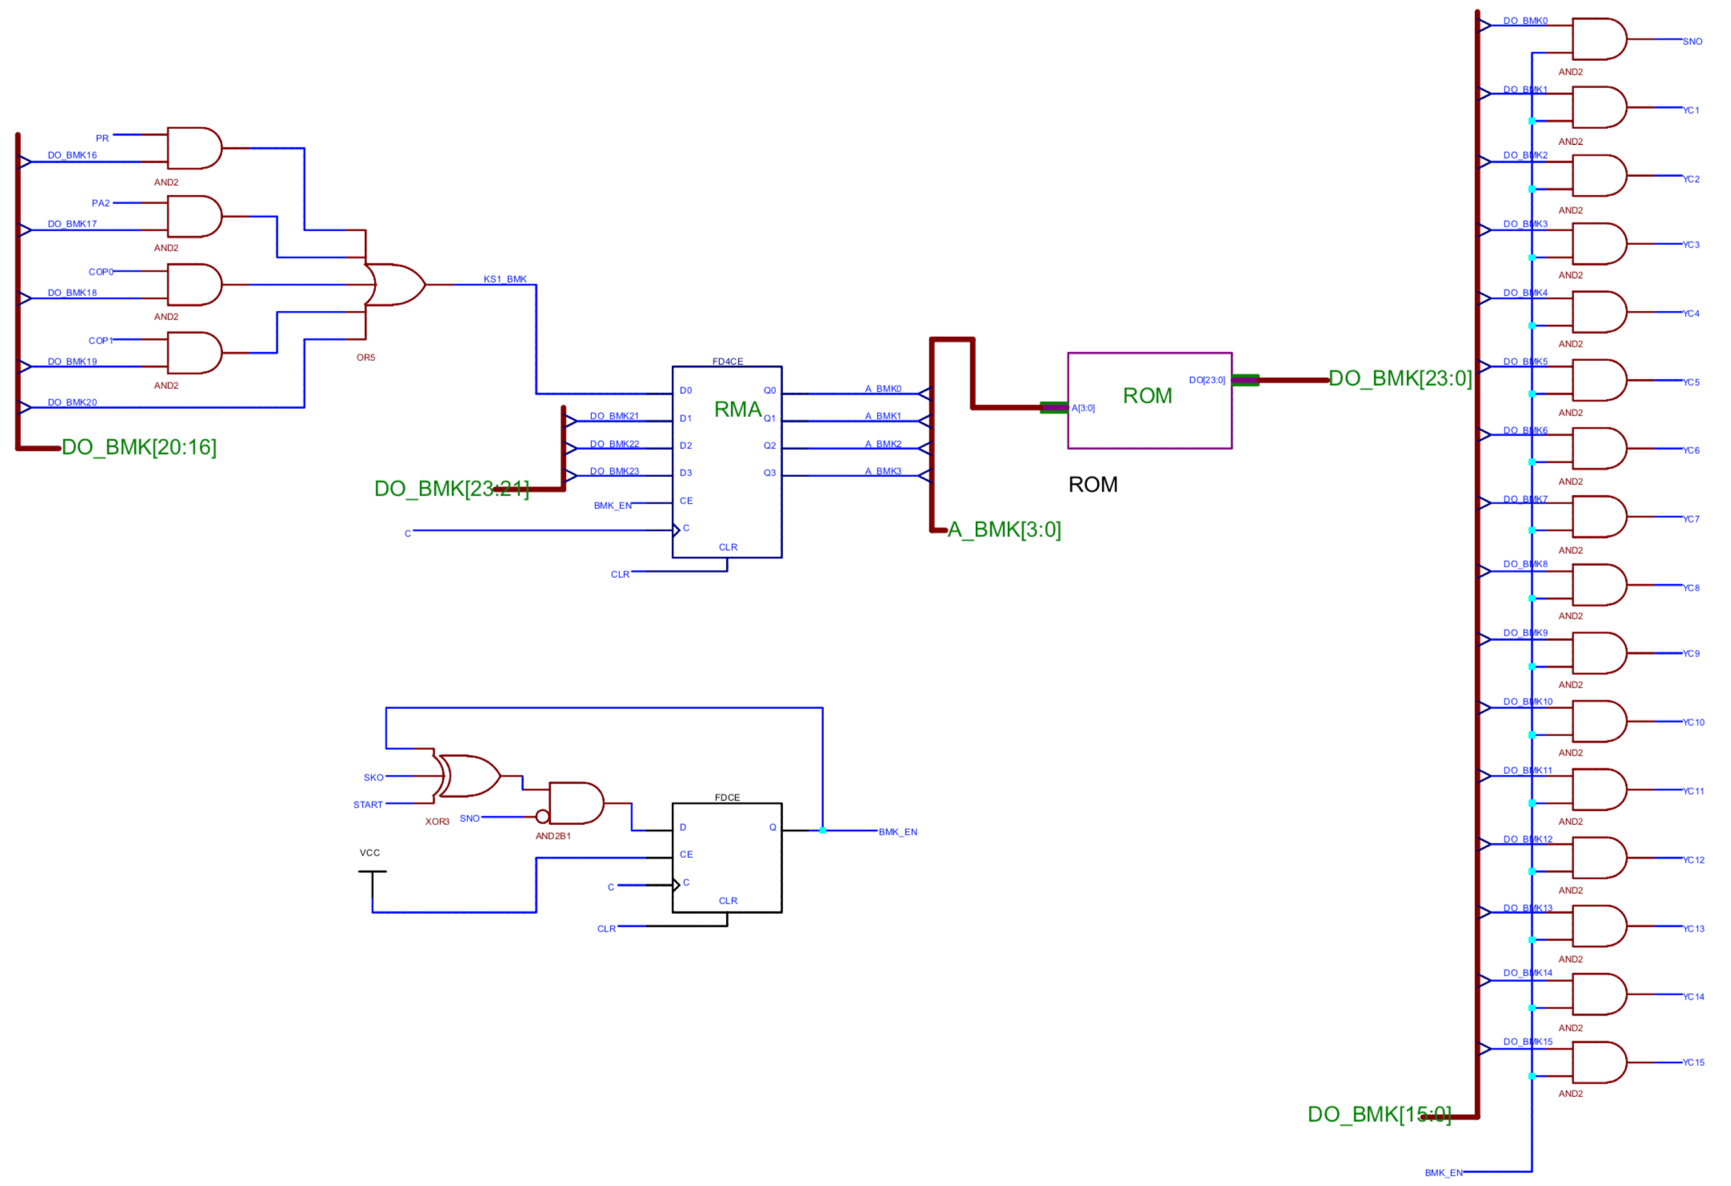 PR
DO_BMK16
AND2
PA2
DO_BMK17
AND2
COP0
DO_BMK18
AND2
COP1
DO_BMK19
AND2
DO_BMK20
DO_BMK[20:16]
OR5
KS1_BMK
DO_BMK21
DO_BMK22
DO_BMK23
DO_BMK[23:21]
BMK_EN
C
CLR
FD4CE
RMA
D0
D1
D2
D3
CE
C
CLR
Q0
Q1
Q2
Q3
A_BMK0
A_BMK1
A_BMK2
A_BMK3
A_BMK[3:0]
A[3:0]
ROM
DO[23:0]
ROM
DO_BMK[23:0]
SKO
START
XOR3
SNO
AND2B1
VCC
C
CLR
FDCE
D
CE
C
CLR
Q
BMK_EN
DO_BMK0
AND2
SNO
DO_BMK1
AND2
YC1
DO_BMK2
AND2
YC2
DO_BMK3
AND2
YC3
DO_BMK4
AND2
YC4
DO_BMK5
AND2
YC5
DO_BMK6
AND2
YC6
DO_BMK7
AND2
YC7
DO_BMK8
AND2
YC8
DO_BMK9
AND2
YC9
DO_BMK10
AND2
YC10
DO_BMK11
AND2
YC11
DO_BMK12
AND2
YC12
DO_BMK13
AND2
YC13
DO_BMK14
AND2
YC14
DO_BMK15
AND2
YC15
DO_BMK[15:0]
BMK_EN